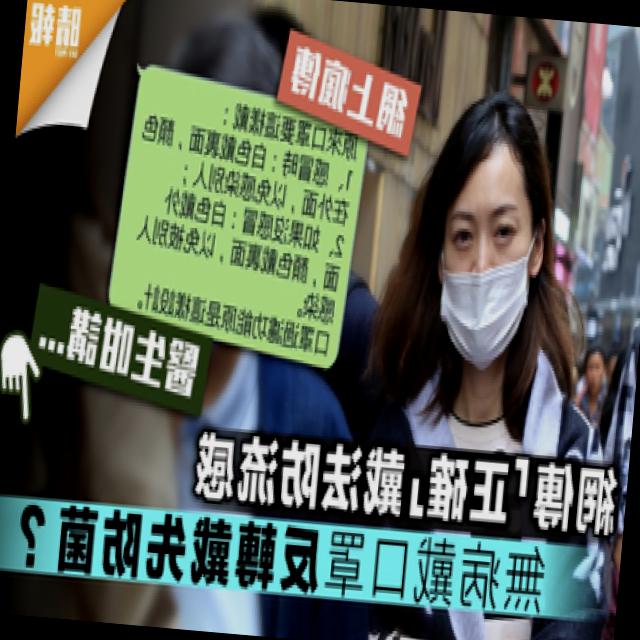 晴報
網上瘋傳
原來口罩要這樣戴：
1. 感冒時：白色戴裏面，顏色
在外面，以免感染別人；
2. 如果沒感冒：白色戴外
面，顏色戴裏面，以免被別人
感染。
口罩過濾功能原是這樣設計。
醫生咁講...
網傳「正確」戴法防流感
無病戴口罩反轉戴先防菌？